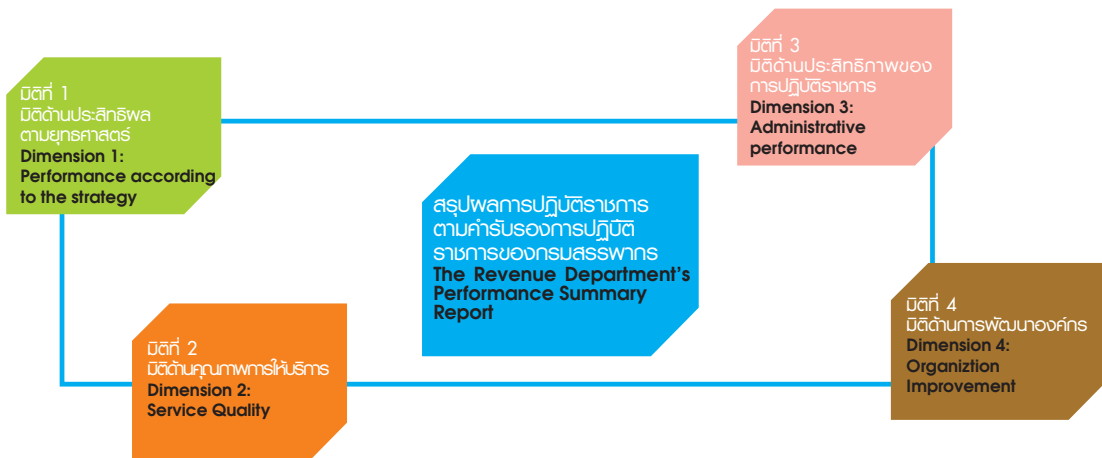 มิติที่ 1
มิติด้านประสิทธิผล
ตามยุทธศาสตร์
Dimension 1:
Performance according
to the strategy
มิติที่ 3
มิติด้านประสิทธิภาพของ
การปฏิบัติราชการ
Dimension 3:
Administrative
performance
สรุปผลการปฏิบัติราชการ
ตามคำรับรองการปฏิบัติ
ราชการของกรมสรรพากร
The Revenue Department's
Performance Summary
Report
มิติที่ 2
มิติด้านคุณภาพการให้บริการ
Dimension 2:
Service Quality
มิติที่ 4
มิติด้านการพัฒนาองค์กร
Dimension 4:
Organiztion
Improvement